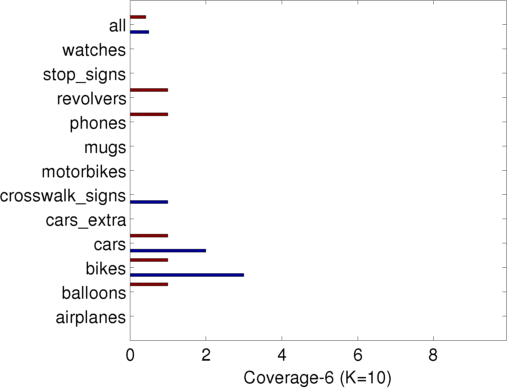 all
watches
stop_signs
revolvers
phones
mugs
motorbikes
crosswalk_signs
cars_extra
cars
bikes
balloons
airplanes
0 2 4 6 8
Coverage-6 (K=10)